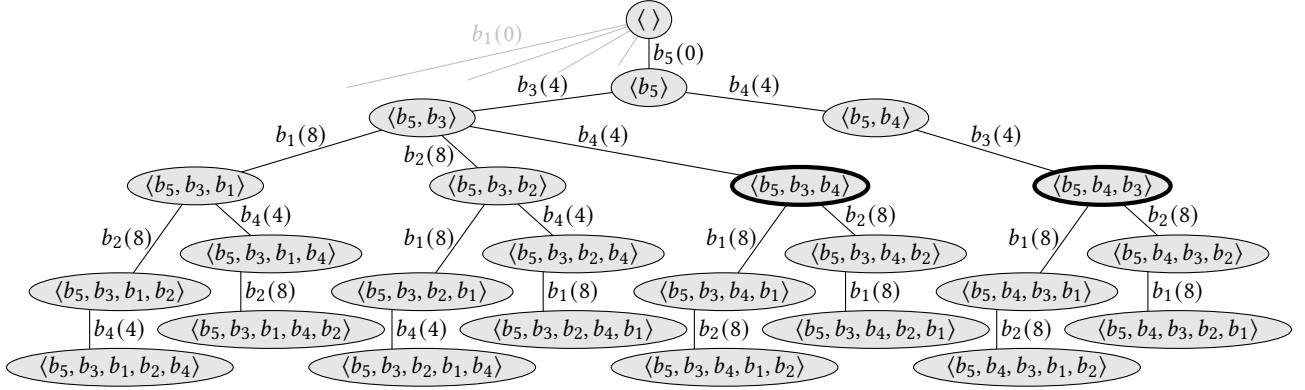 ⟨ ⟩
b₁(0)
b₅(0)
⟨b₅⟩
b₃(4)
b₄(4)
⟨b₅, b₃⟩
⟨b₅, b₄⟩
b₁(8)
b₂(8)
b₄(4)
b₃(4)
⟨b₅, b₃, b₁⟩
⟨b₅, b₃, b₂⟩
⟨b₅, b₃, b₄⟩
⟨b₅, b₄, b₃⟩
b₂(8)
b₄(4)
b₁(8)
b₄(4)
b₁(8)
b₂(8)
b₁(8)
b₂(8)
⟨b₅, b₃, b₁, b₄⟩
⟨b₅, b₃, b₂, b₄⟩
⟨b₅, b₃, b₄, b₂⟩
⟨b₅, b₄, b₃, b₂⟩
⟨b₅, b₃, b₁, b₂⟩
b₂(8)
⟨b₅, b₃, b₂, b₁⟩
b₁(8)
⟨b₅, b₃, b₄, b₁⟩
b₁(8)
⟨b₅, b₄, b₃, b₁⟩
b₁(8)
b₄(4)
⟨b₅, b₃, b₁, b₄, b₂⟩
b₄(4)
⟨b₅, b₃, b₂, b₄, b₁⟩
b₂(8)
⟨b₅, b₃, b₄, b₂, b₁⟩
b₂(8)
⟨b₅, b₄, b₃, b₂, b₁⟩
⟨b₅, b₃, b₁, b₂, b₄⟩
⟨b₅, b₃, b₂, b₁, b₄⟩
⟨b₅, b₃, b₄, b₁, b₂⟩
⟨b₅, b₄, b₃, b₁, b₂⟩